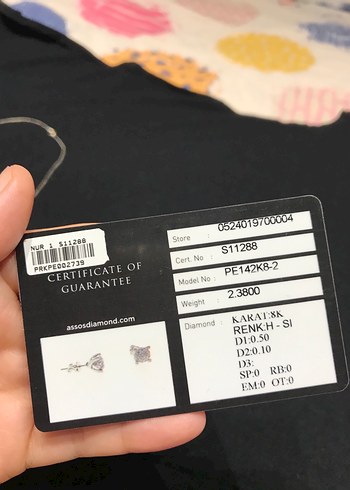 NUR 1 S11288
PRKPE002739
CERTIFICATE OF
GUARANTEE
assosdiamond.com
Store : 0524019700004
Cert. No : S11288
Model No : PE142K8-2
Weight : 2.3800
Diamond : KARAT:8K
RENK:H - SI
D1:0.50
D2:0.10
D3:
SP:0 RB:0
EM:0 OT:0